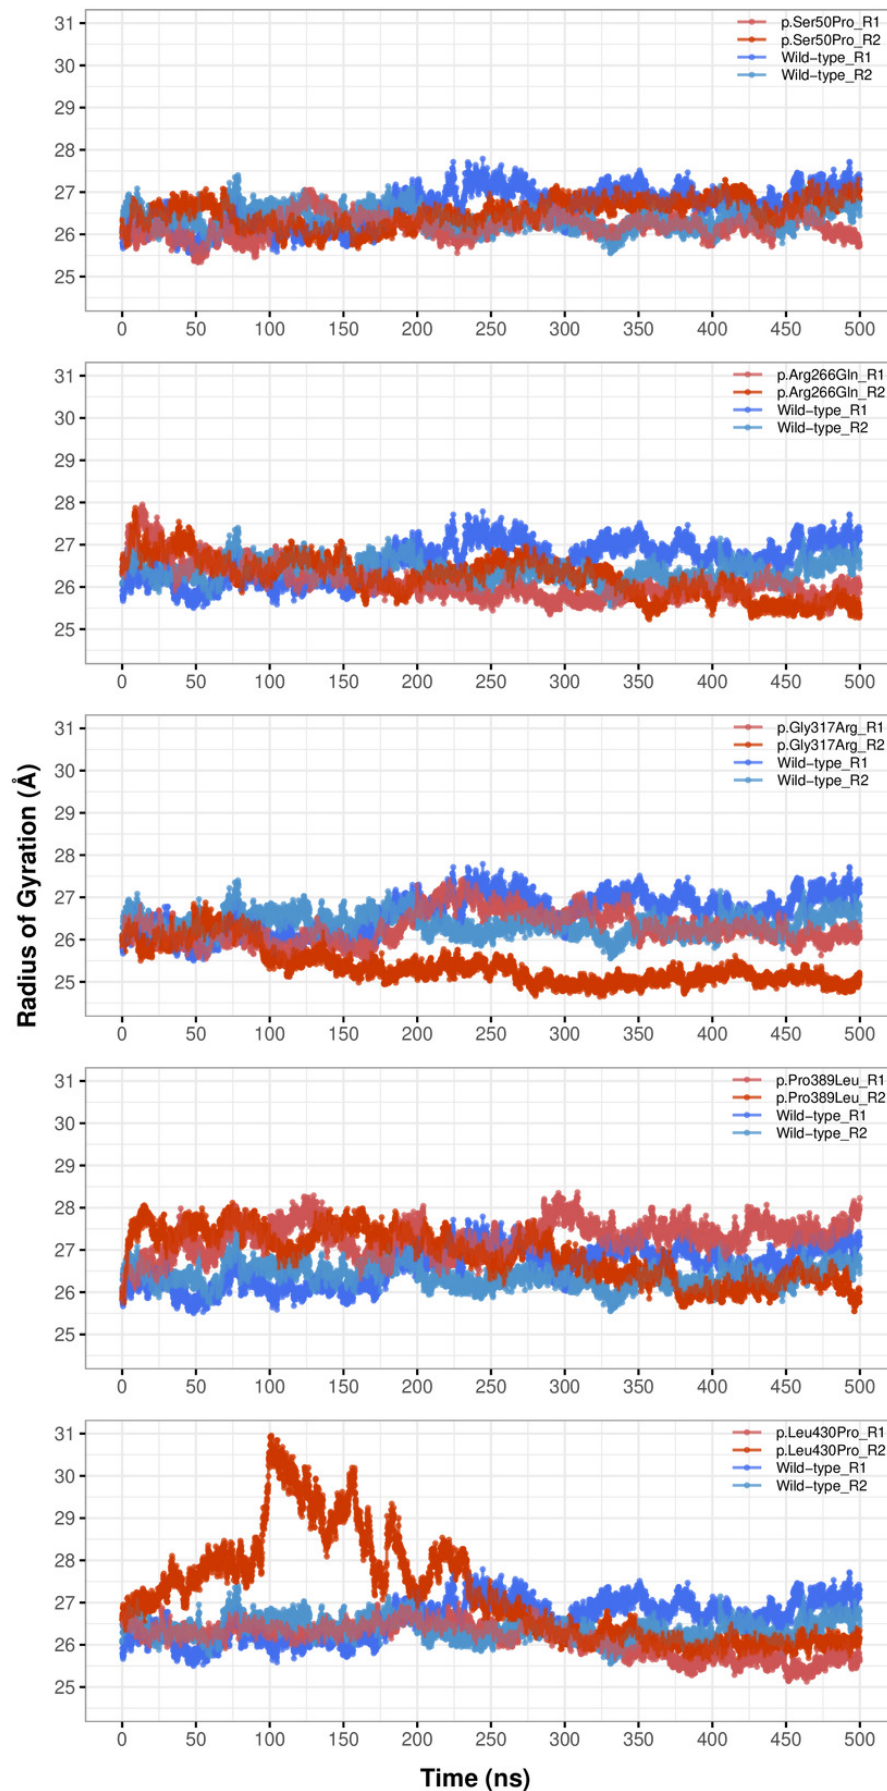 Radius of Gyration (Å)
p.Ser50Pro_R1
p.Ser50Pro_R2
Wild-type_R1
Wild-type_R2
31
30
29
28
27
26
25
0 50 100 150 200 250 300 350 400 450 500
p.Arg266Gln_R1
p.Arg266Gln_R2
Wild-type_R1
Wild-type_R2
31
30
29
28
27
26
25
0 50 100 150 200 250 300 350 400 450 500
p.Gly317Arg_R1
p.Gly317Arg_R2
Wild-type_R1
Wild-type_R2
31
30
29
28
27
26
25
0 50 100 150 200 250 300 350 400 450 500
p.Pro389Leu_R1
p.Pro389Leu_R2
Wild-type_R1
Wild-type_R2
31
30
29
28
27
26
25
0 50 100 150 200 250 300 350 400 450 500
p.Leu430Pro_R1
p.Leu430Pro_R2
Wild-type_R1
Wild-type_R2
31
30
29
28
27
26
25
0 50 100 150 200 250 300 350 400 450 500
Time (ns)